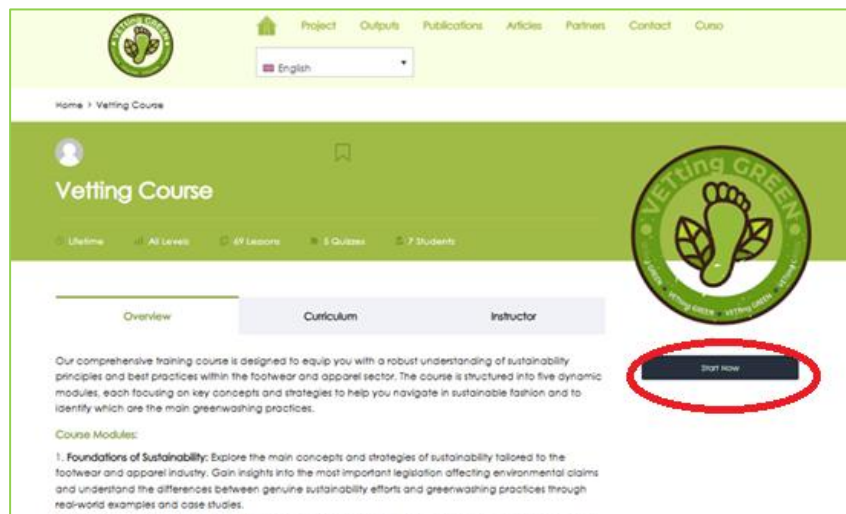 VETting GREEN
Project Outputs Publications Articles Partners Contact Curso
English
Home > Vetting Course
Vetting Course
Lifetime All Levels 69 Lessons 5 Quizzes 7 Students
VETting GREEN
VETting GREEN VETting GREEN
Overview Curriculum Instructor
Start Now
Our comprehensive training course is designed to equip you with a robust understanding of sustainability
principles and best practices within the footwear and apparel sector. The course is structured into five dynamic
modules, each focusing on key concepts and strategies to help you navigate in sustainable fashion and to
identify which are the main greenwashing practices.
Course Modules:
1. Foundations of Sustainability: Explore the main concepts and strategies of sustainability tailored to the
footwear and apparel industry. Gain insights into the most important legislation affecting environmental claims
and understand the differences between genuine sustainability efforts and greenwashing practices through
real-world examples and case studies.